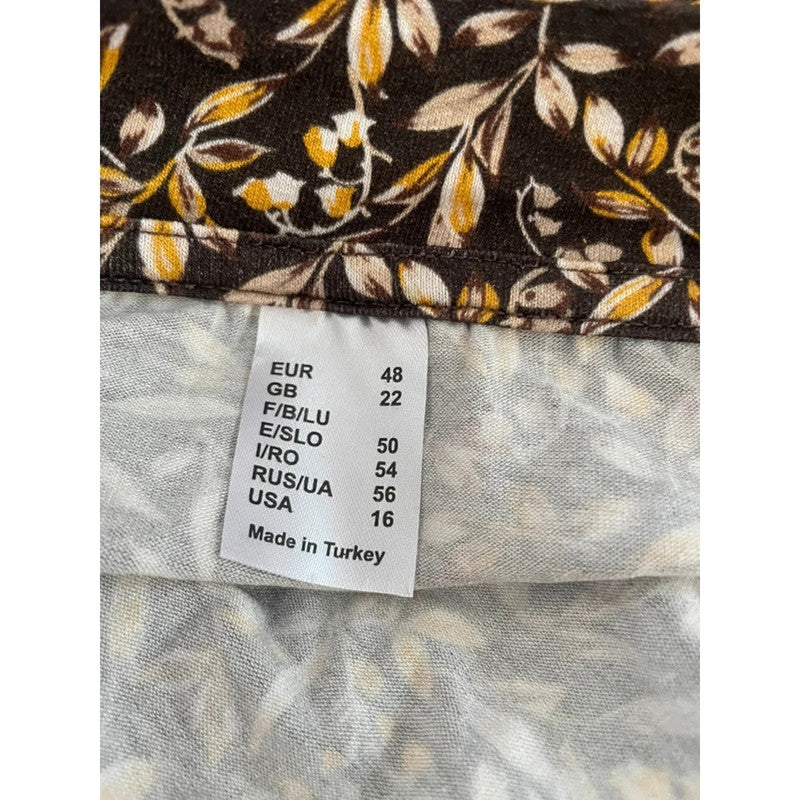 EUR 48
GB 22
F/B/LU
E/SLO 50
I/RO 54
RUS/UA 56
USA 16
Made in Turkey